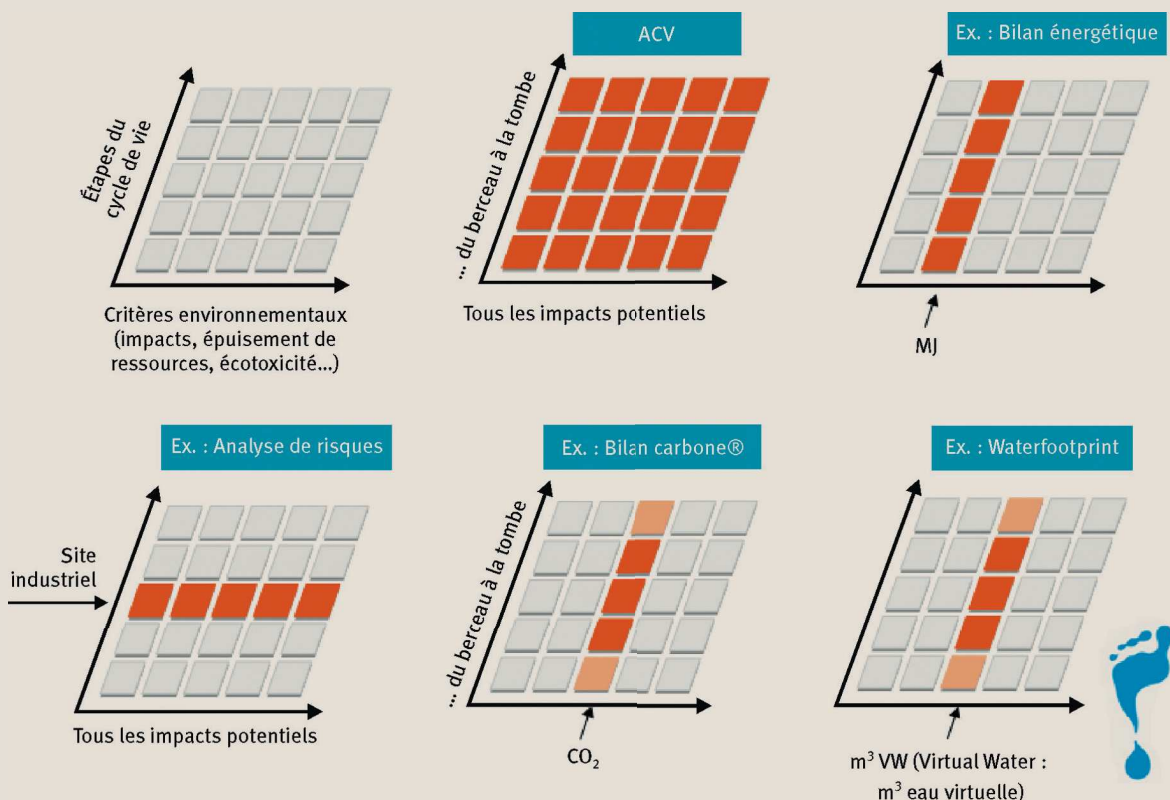 ACV
Ex. : Bilan énergétique
Étapes du
cycle de vie
Critères environnementaux
(impacts, épuisement de
ressources, écotoxicité...)
... du berceau à la tombe
Tous les impacts potentiels
MJ
Ex. : Analyse de risques
Ex. : Bilan carbone®
Ex. : Waterfootprint
Site
industriel
Tous les impacts potentiels
... du berceau à la tombe
CO₂
m³ VW (Virtual Water :
m³ eau virtuelle)